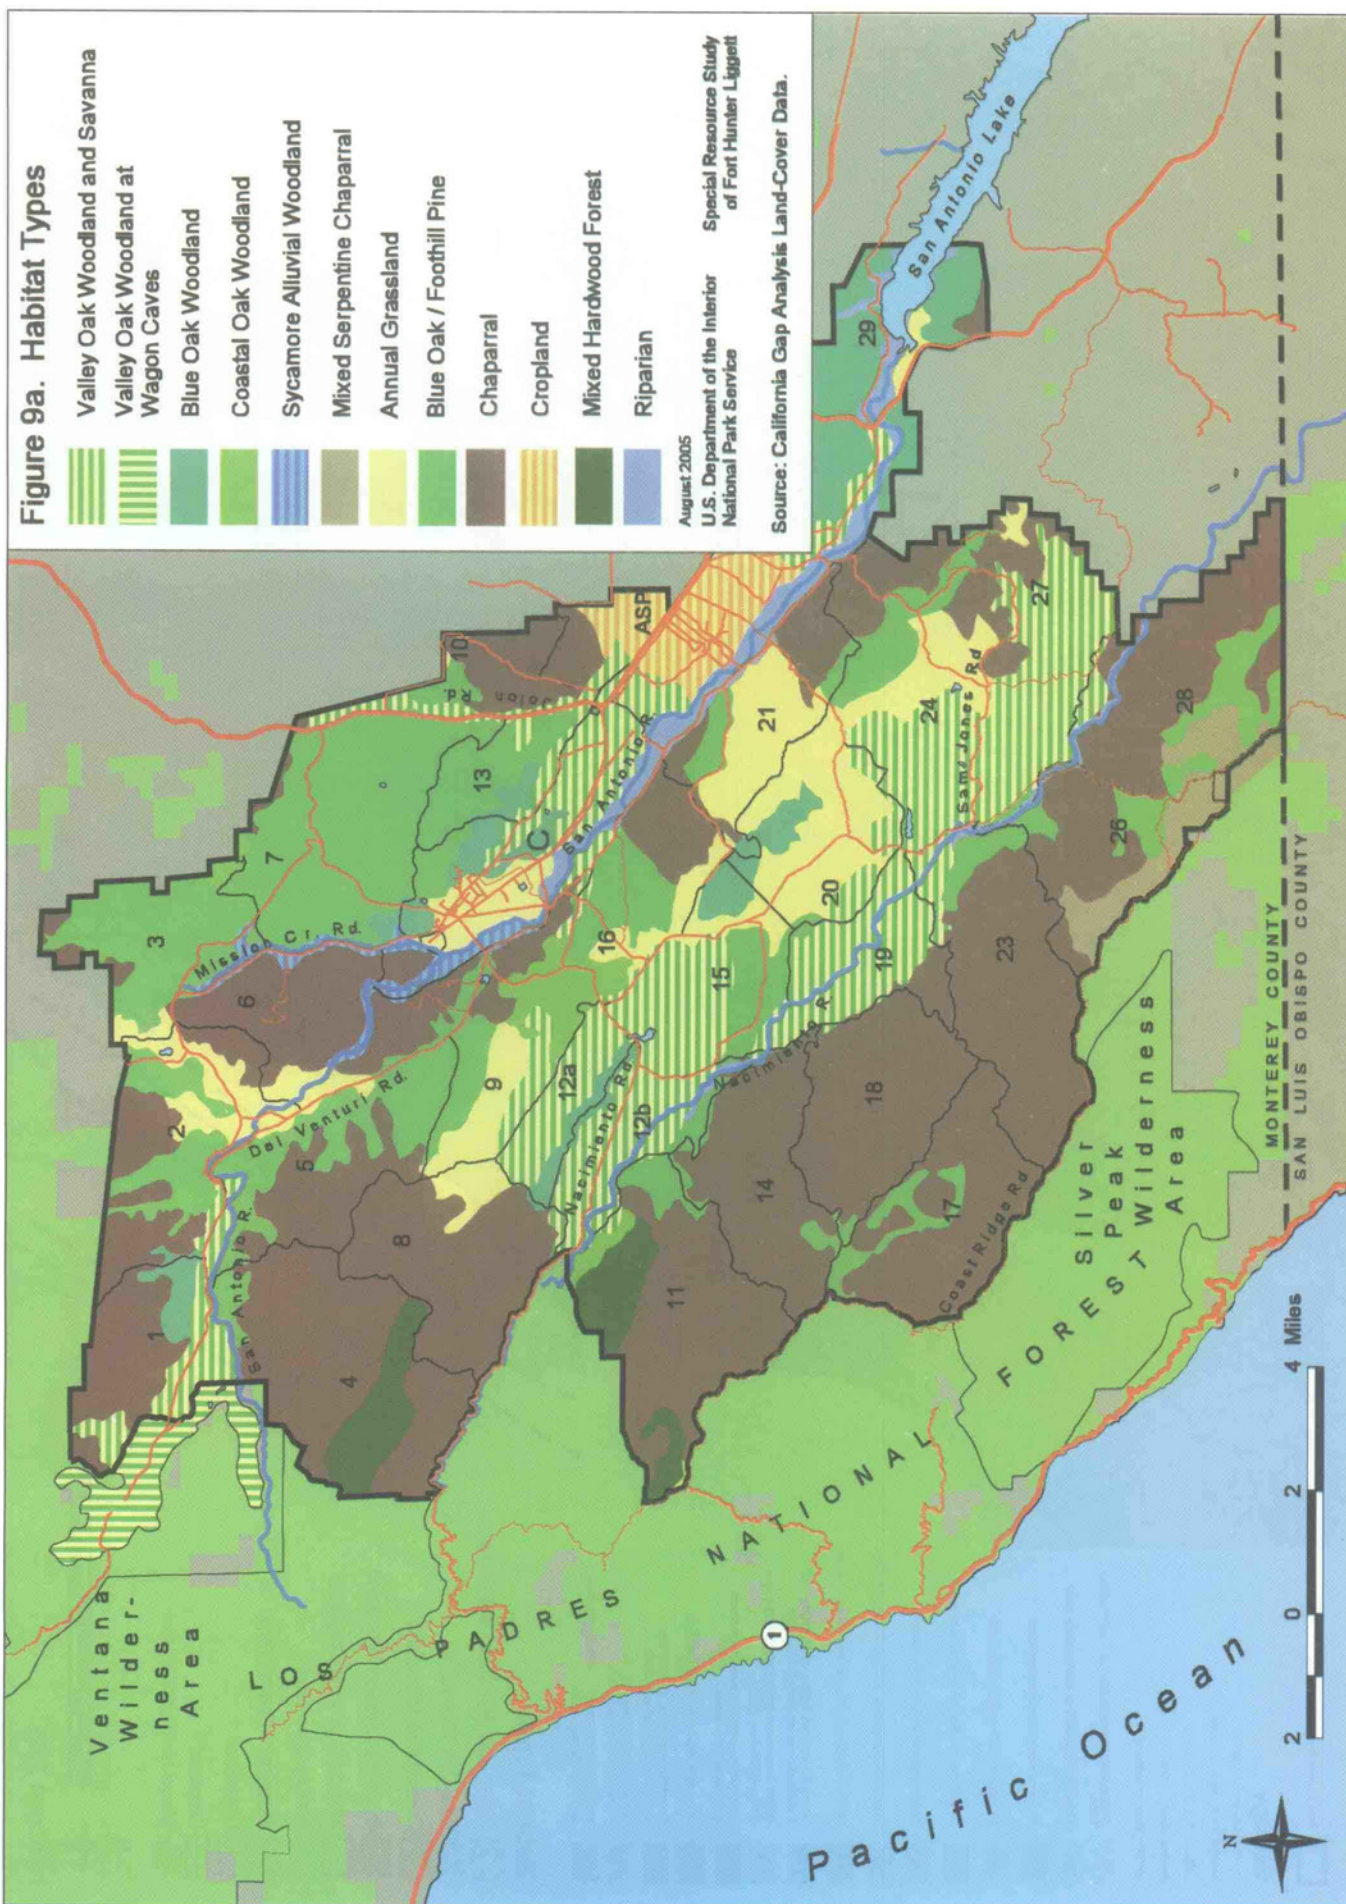 Figure 9a. Habitat Types
Valley Oak Woodland and Savanna
Valley Oak Woodland at
Wagon Caves
Blue Oak Woodland
Coastal Oak Woodland
Sycamore Alluvial Woodland
Mixed Serpentine Chaparral
Annual Grassland
Blue Oak / Foothill Pine
Chaparral
Cropland
Mixed Hardwood Forest
Riparian
August 2005
U.S. Department of the Interior
National Park Service
Special Resource Study
of Fort Hunter Liggett
Source: California Gap Analysis Land-Cover Data.
Ventana
Wilder-
ness
Area
LOS PADRES NATIONAL FOREST
Silver
Peak
Wilderness
Area
Pacific Ocean
San Antonio Lake
San Antonio R.
San Antonio R.
Del Venturi Rd.
Mission Cr. Rd.
Jolon Rd.
Nacimiento Rd.
Nacimianto R.
Sam Jones Rd
Coast Ridge Rd
MONTEREY COUNTY
SAN LUIS OBISPO COUNTY
1
2
3
4
5
6
7
8
9
10
11
12a
12b
13
14
15
16
17
18
19
20
21
23
24
26
27
28
29
ASP
C
1
N
2 0 2 4 Miles